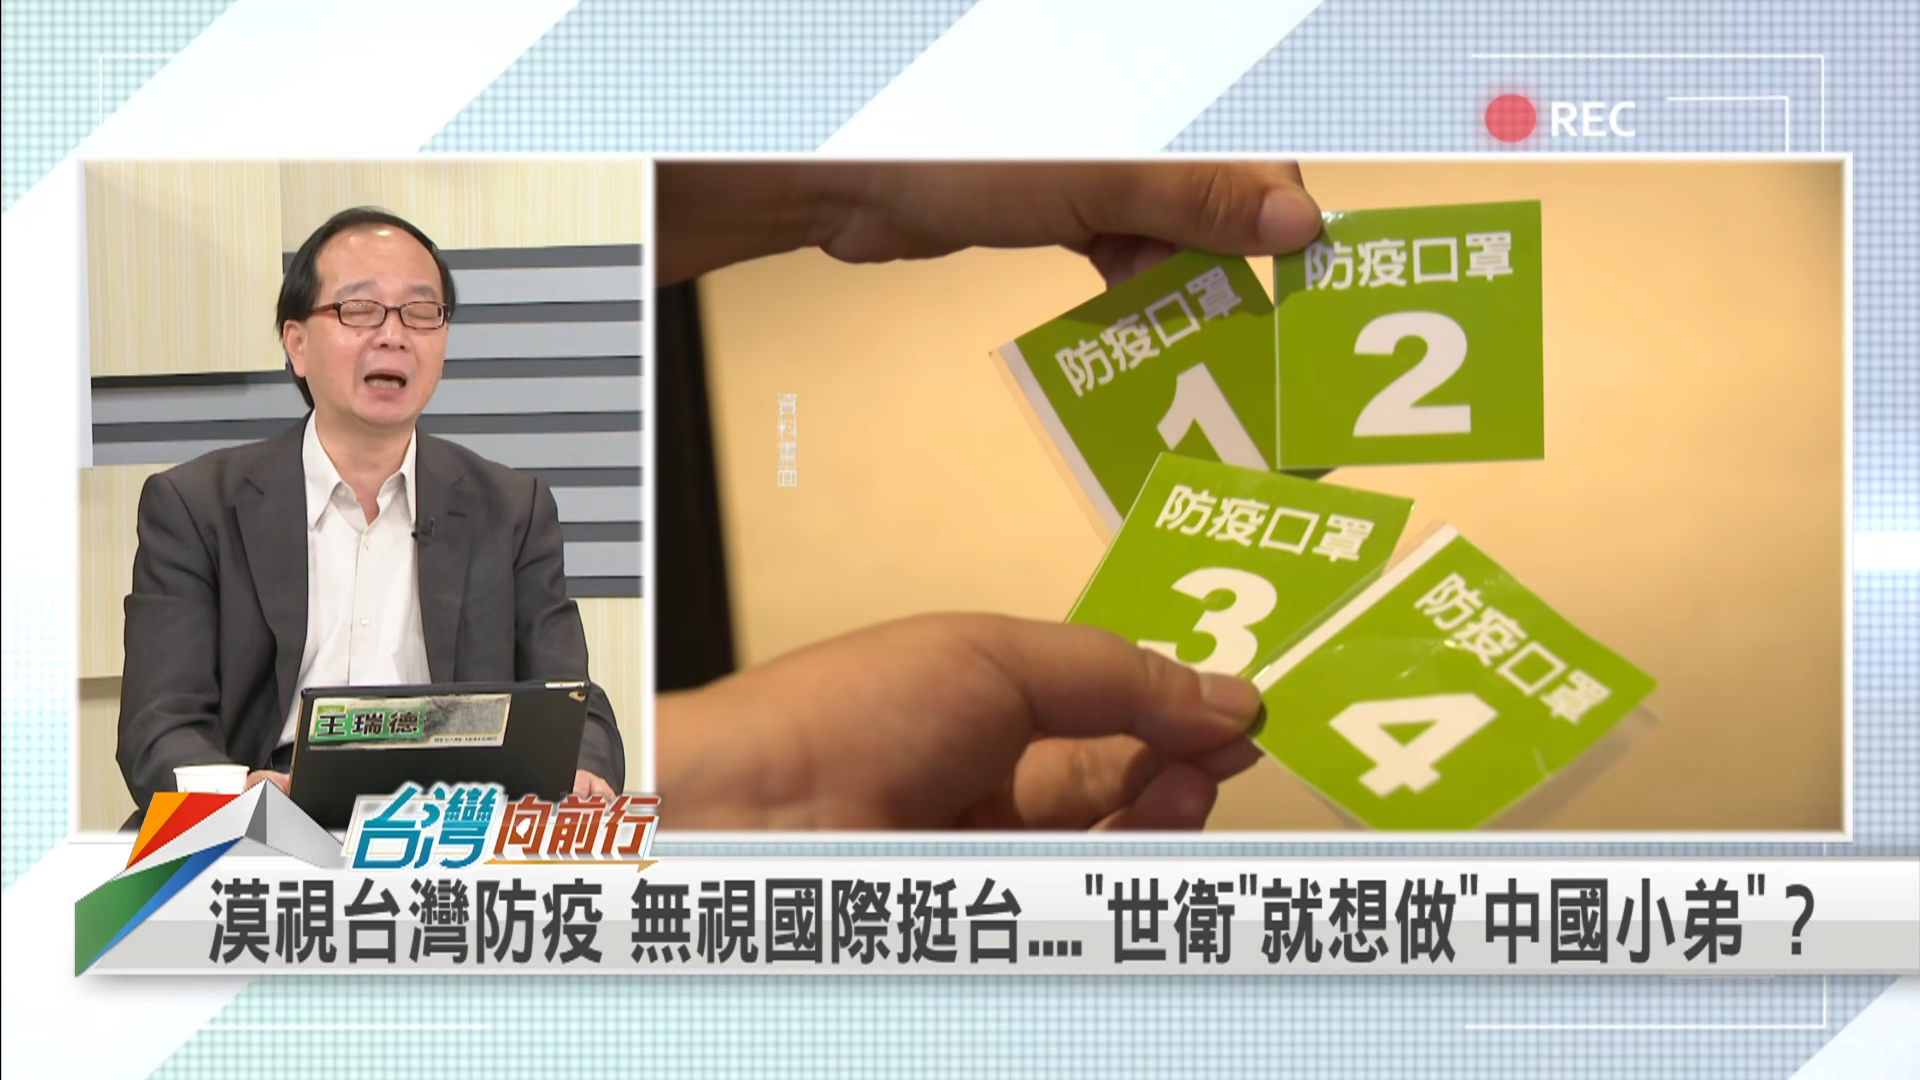 REC
防疫口罩
2
防疫口罩
1
資料畫面
防疫口罩
3
防疫口罩
4
王瑞德
台灣向前行
漠視台灣防疫 無視國際挺台...."世衛"就想做"中國小弟"？